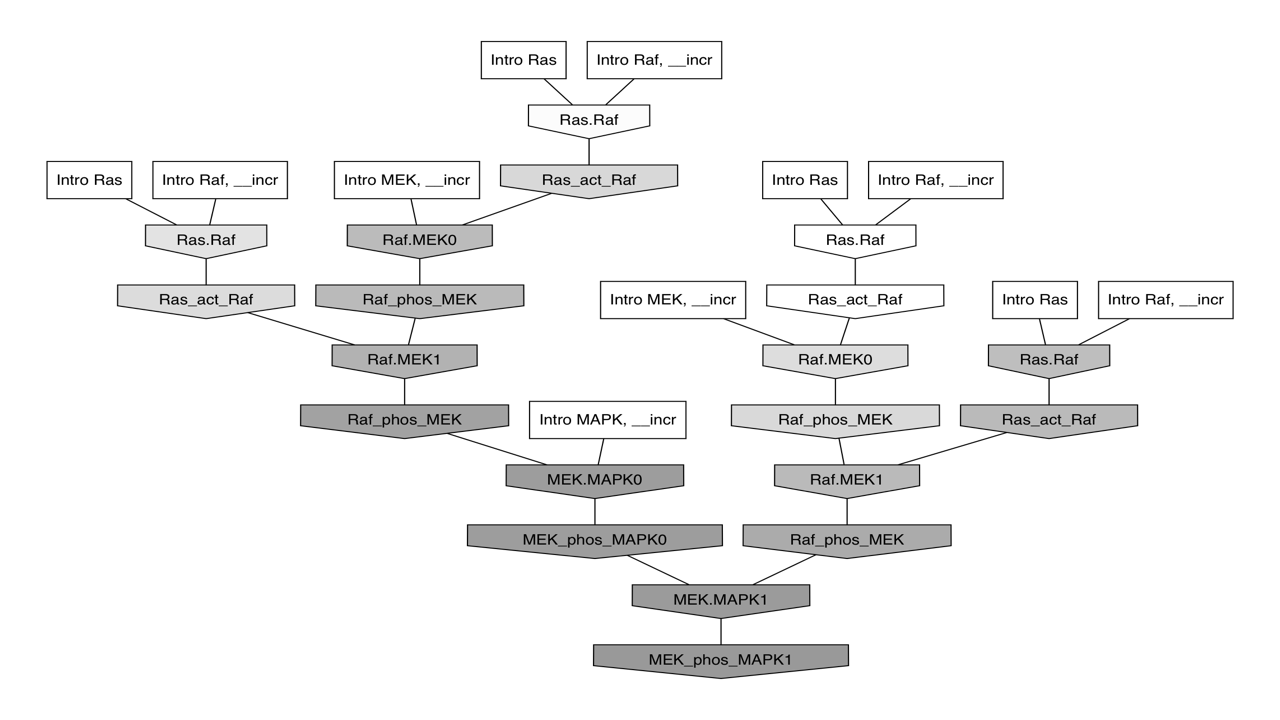 Intro Ras
Intro Raf, __incr
Ras.Raf
Intro Ras
Intro Raf, __incr
Intro MEK, __incr
Ras_act_Raf
Intro Ras
Intro Raf, __incr
Ras.Raf
Raf.MEK0
Ras.Raf
Ras_act_Raf
Raf_phos_MEK
Intro MEK, __incr
Ras_act_Raf
Intro Ras
Intro Raf, __incr
Raf.MEK1
Raf.MEK0
Ras.Raf
Raf_phos_MEK
Intro MAPK, __incr
Raf_phos_MEK
Ras_act_Raf
MEK.MAPK0
Raf.MEK1
MEK_phos_MAPK0
Raf_phos_MEK
MEK.MAPK1
MEK_phos_MAPK1